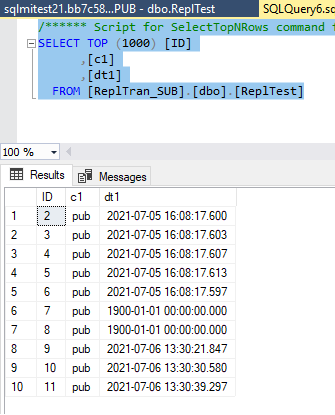 sqlmitest21.bb7c58...PUB - dbo.ReplTest
SQLQuery6.sq
/****** Script for SelectTopNRows command f
SELECT TOP (1000) [ID]
,[c1]
,[dt1]
FROM [ReplTran_SUB].[dbo].[ReplTest]
100 %
Results Messages
ID c1 dt1
1 2 pub 2021-07-05 16:08:17.600
2 3 pub 2021-07-05 16:08:17.603
3 4 pub 2021-07-05 16:08:17.607
4 5 pub 2021-07-05 16:08:17.613
5 6 pub 2021-07-05 16:08:17.597
6 7 pub 1900-01-01 00:00:00.000
7 8 pub 1900-01-01 00:00:00.000
8 9 pub 2021-07-06 13:30:21.847
9 10 pub 2021-07-06 13:30:30.580
10 11 pub 2021-07-06 13:30:39.297